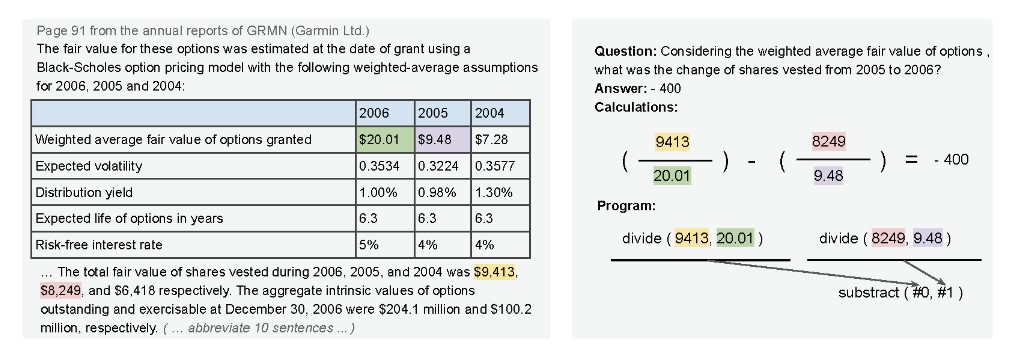 Page 91 from the annual reports of GRMN (Garmin Ltd.)
The fair value for these options was estimated at the date of grant using a
Black-Scholes option pricing model with the following weighted-average assumptions
for 2006, 2005 and 2004:
2006 2005 2004
Weighted average fair value of options granted $20.01 $9.48 $7.28
Expected volatility 0.3534 0.3224 0.3577
Distribution yield 1.00% 0.98% 1.30%
Expected life of options in years 6.3 6.3 6.3
Risk-free interest rate 5% 4% 4%
... The total fair value of shares vested during 2006, 2005, and 2004 was $9,413,
$8,249, and $6,418 respectively. The aggregate intrinsic values of options
outstanding and exercisable at December 30, 2006 were $204.1 million and $100.2
million, respectively. ( ... abbreviate 10 sentences ... )
Question: Considering the weighted average fair value of options ,
what was the change of shares vested from 2005 to 2006?
Answer: - 400
Calculations:
9413 8249
( ) - ( ) = - 400
20.01 9.48
Program:
divide ( 9413, 20.01 ) divide ( 8249, 9.48 )
substract ( #0, #1 )